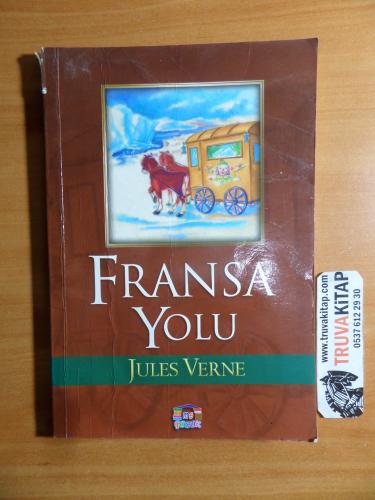 FRANSA
YOLU
JULES VERNE
www.truvakitap.com
TRUVAKİTAP
0537 612 29 30